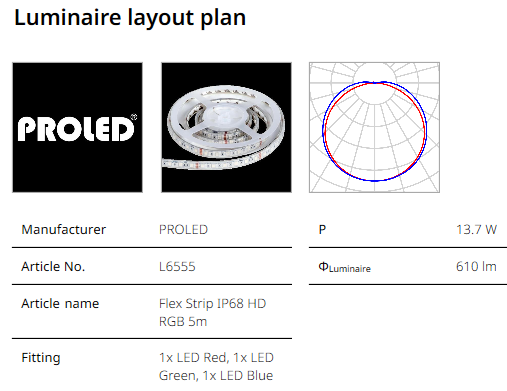 Luminaire layout plan
PROLED®
Manufacturer PROLED
Article No. L6555
Article name Flex Strip IP68 HD
RGB 5m
Fitting 1x LED Red, 1x LED
Green, 1x LED Blue
P 13.7 W
ΦLuminaire 610 lm